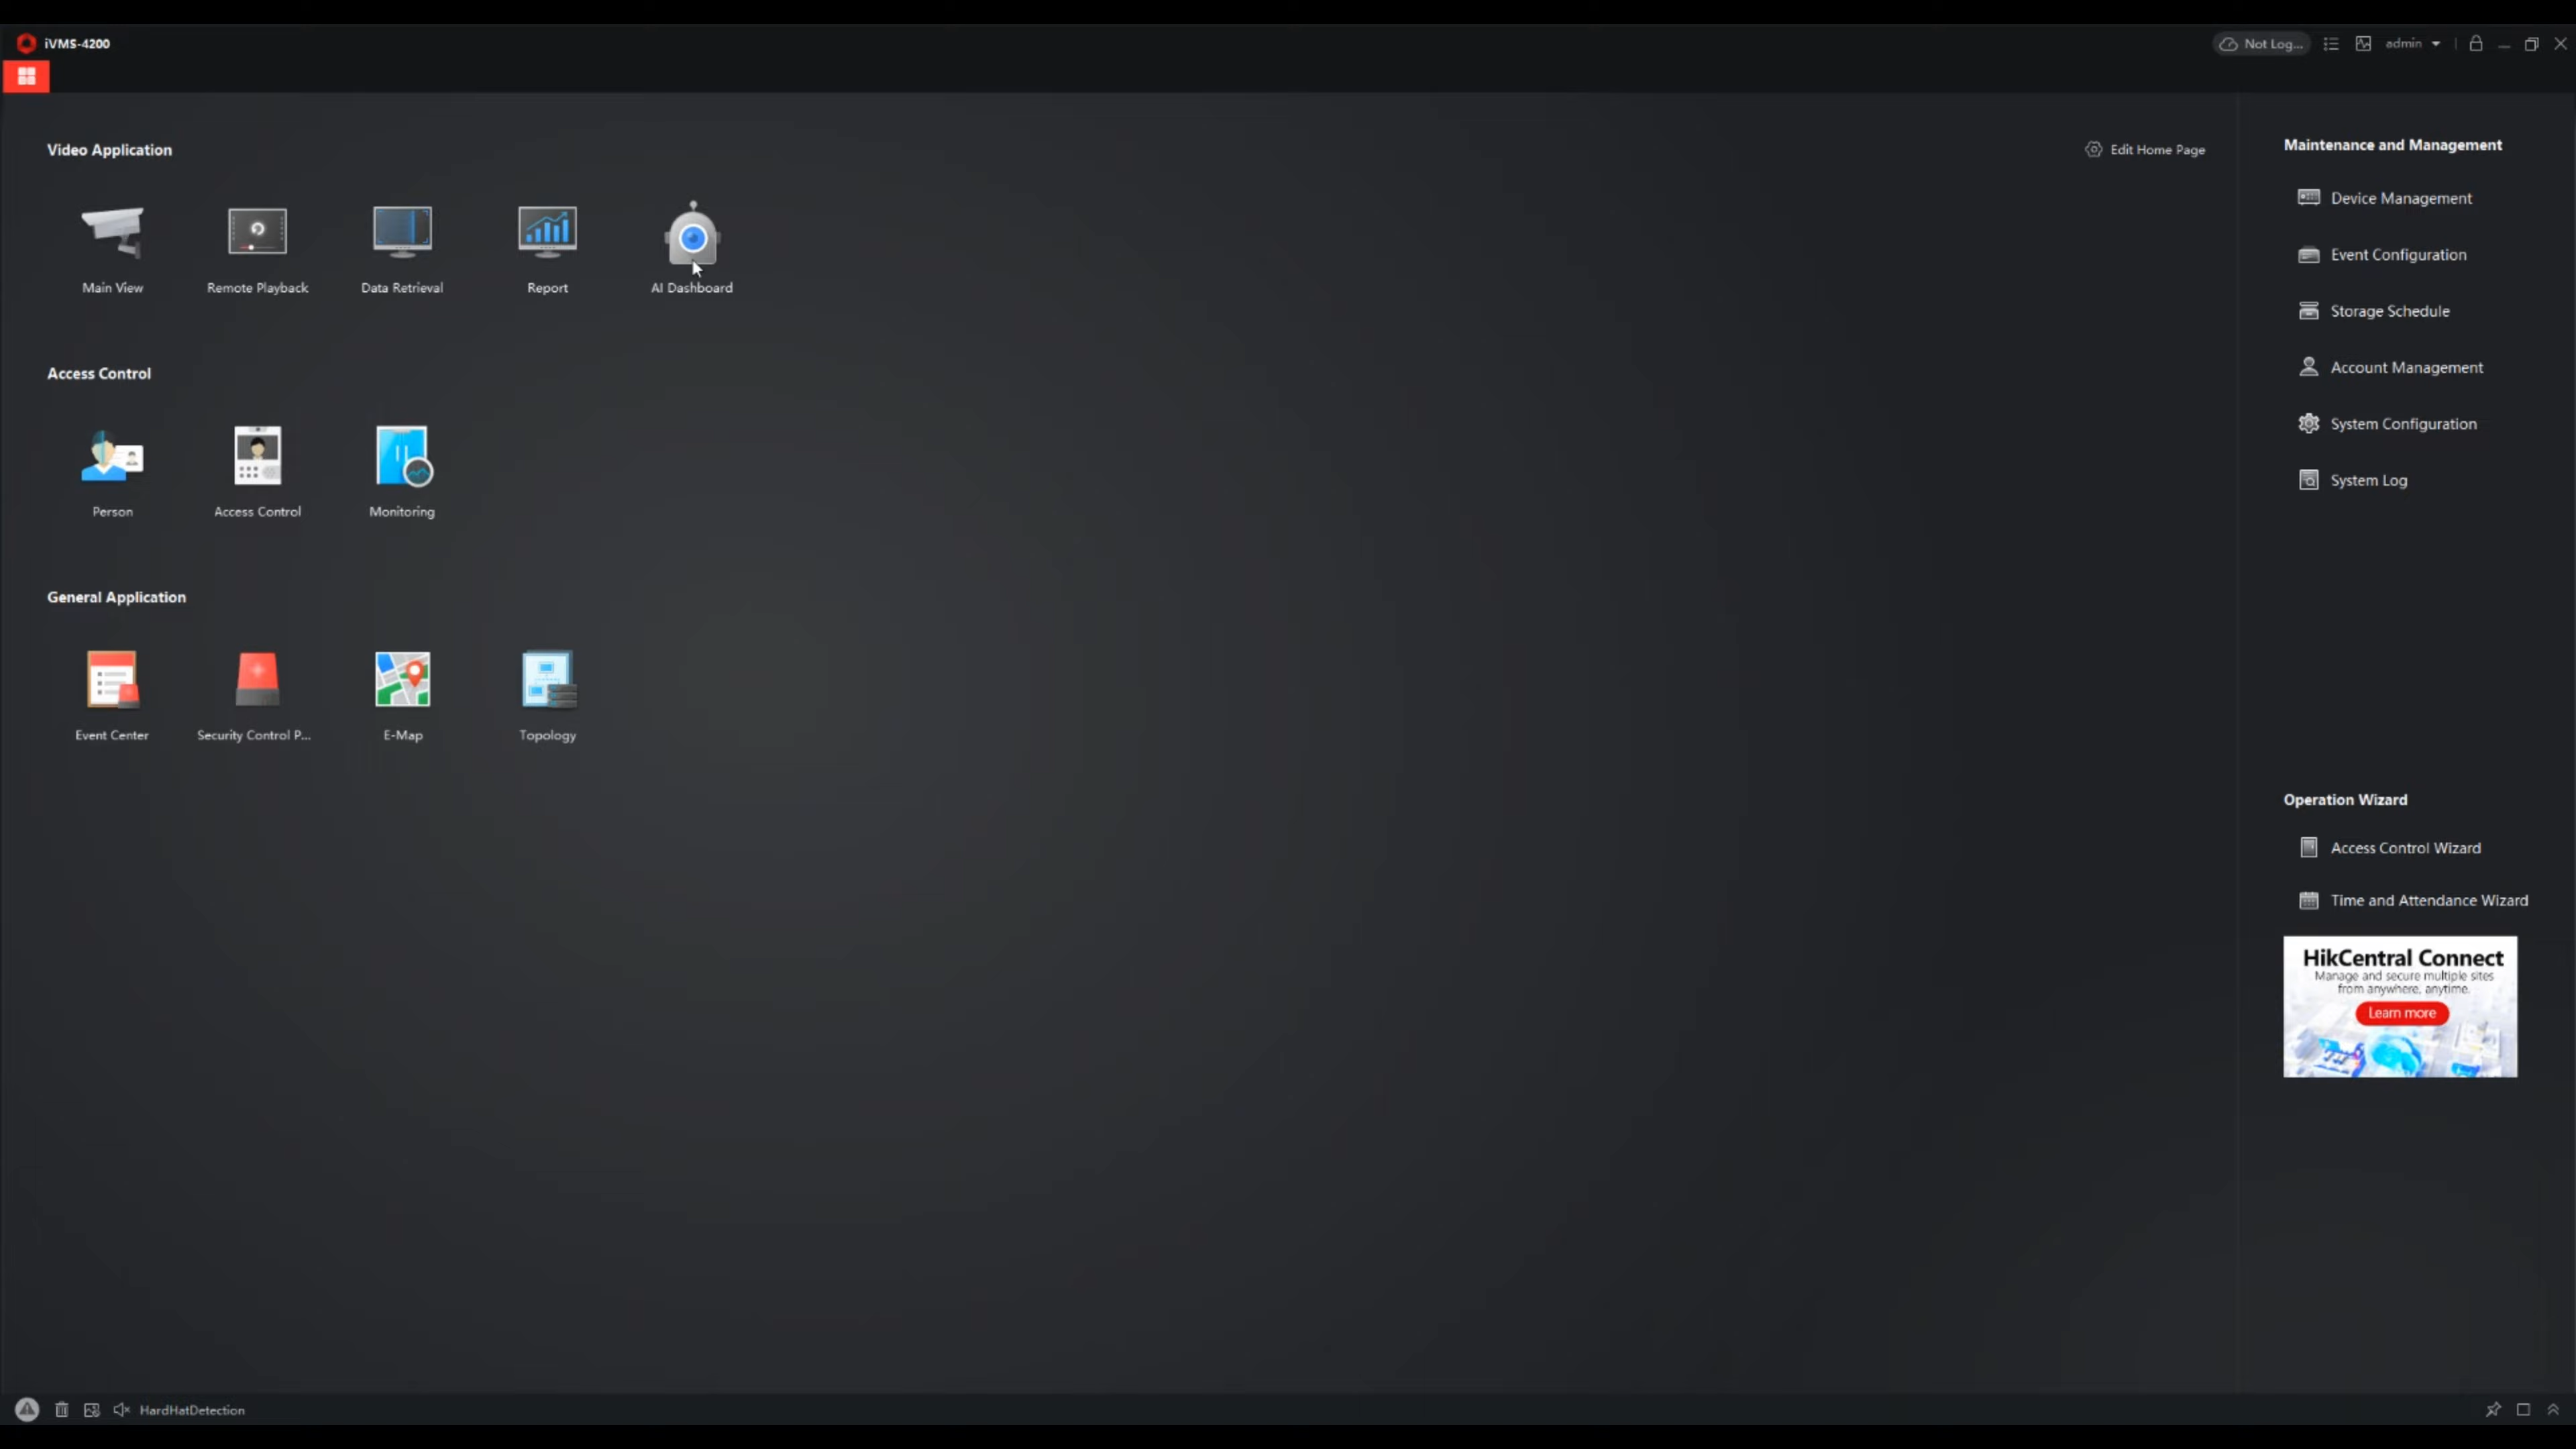 iVMS-4200
Not Log...
admin
Video Application
Edit Home Page
Main View
Remote Playback
Data Retrieval
Report
AI Dashboard
Access Control
Person
Access Control
Monitoring
General Application
Event Center
Security Control P...
E-Map
Topology
Maintenance and Management
Device Management
Event Configuration
Storage Schedule
Account Management
System Configuration
System Log
Operation Wizard
Access Control Wizard
Time and Attendance Wizard
HikCentral Connect
Manage and secure multiple sites
from anywhere, anytime.
Learn more
HardHatDetection